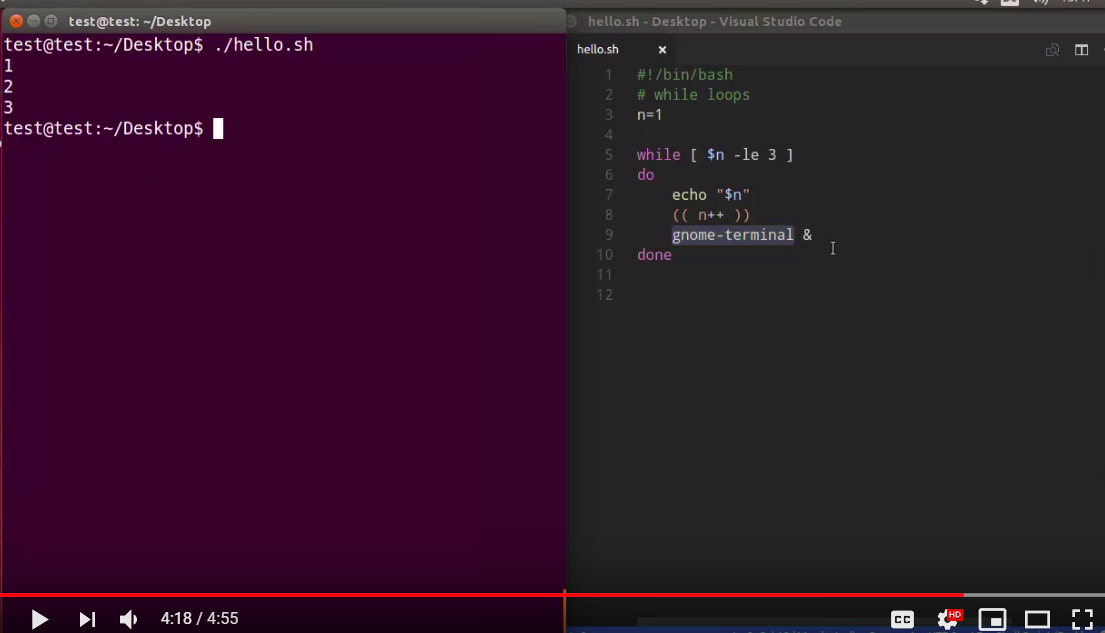 test@test: ~/Desktop
test@test:~/Desktop$ ./hello.sh
1
2
3
test@test:~/Desktop$
hello.sh - Desktop - Visual Studio Code
hello.sh ×
1 #!/bin/bash
2 # while loops
3 n=1
4
5 while [ $n -le 3 ]
6 do
7 echo "$n"
8 (( n++ ))
9 gnome-terminal &
10 done
11
12
4:18 / 4:55
CC
HD